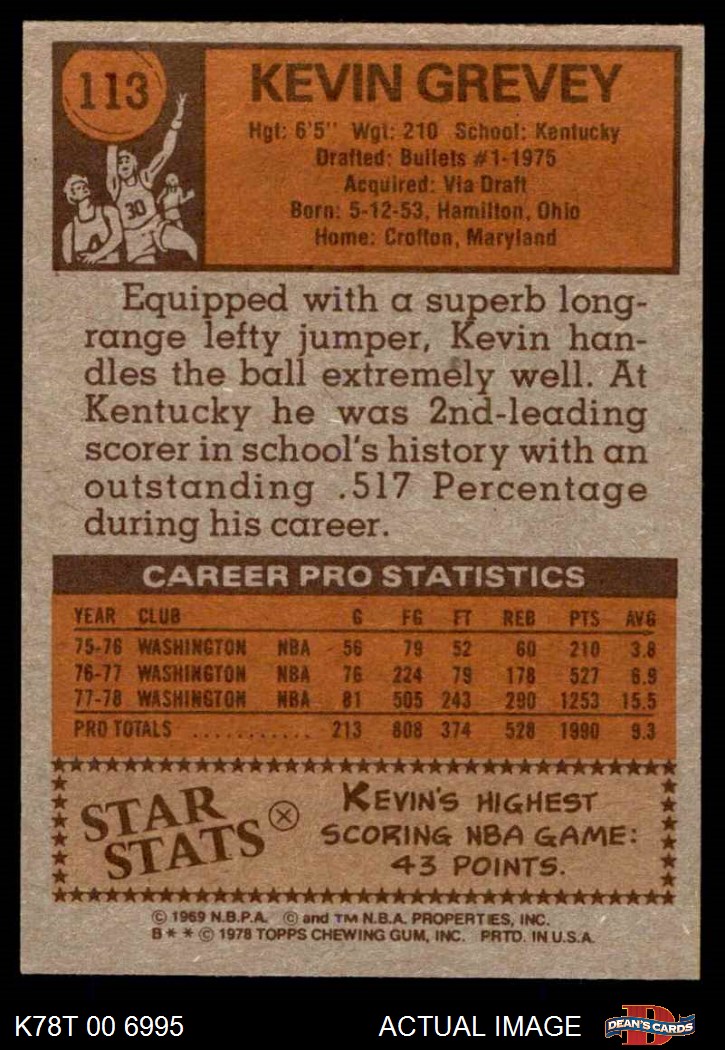 113
KEVIN GREVEY
Hgt: 6'5" Wgt: 210 School: Kentucky
Drafted: Bullets #1-1975
Acquired: Via Draft
Born: 5-12-53, Hamilton, Ohio
Home: Crofton, Maryland
30
Equipped with a superb long-
range lefty jumper, Kevin han-
dles the ball extremely well. At
Kentucky he was 2nd-leading
scorer in school's history with an
outstanding .517 Percentage
during his career.
CAREER PRO STATISTICS
YEAR CLUB G FG FT REB PTS AVG
75-76 WASHINGTON NBA 56 79 52 60 210 3.8
76-77 WASHINGTON NBA 76 224 79 178 527 6.9
77-78 WASHINGTON NBA 81 505 243 290 1253 15.5
PRO TOTALS ........... 213 808 374 528 1990 9.3
STAR
STATS
KEVIN'S HIGHEST
SCORING NBA GAME:
43 POINTS.
© 1969 N.B.P.A. © and TM N.B.A. PROPERTIES, INC.
B * * © 1978 TOPPS CHEWING GUM, INC. PRTD. IN U.S.A.
K78T 00 6995 ACTUAL IMAGE
D
DEAN'S CARDS